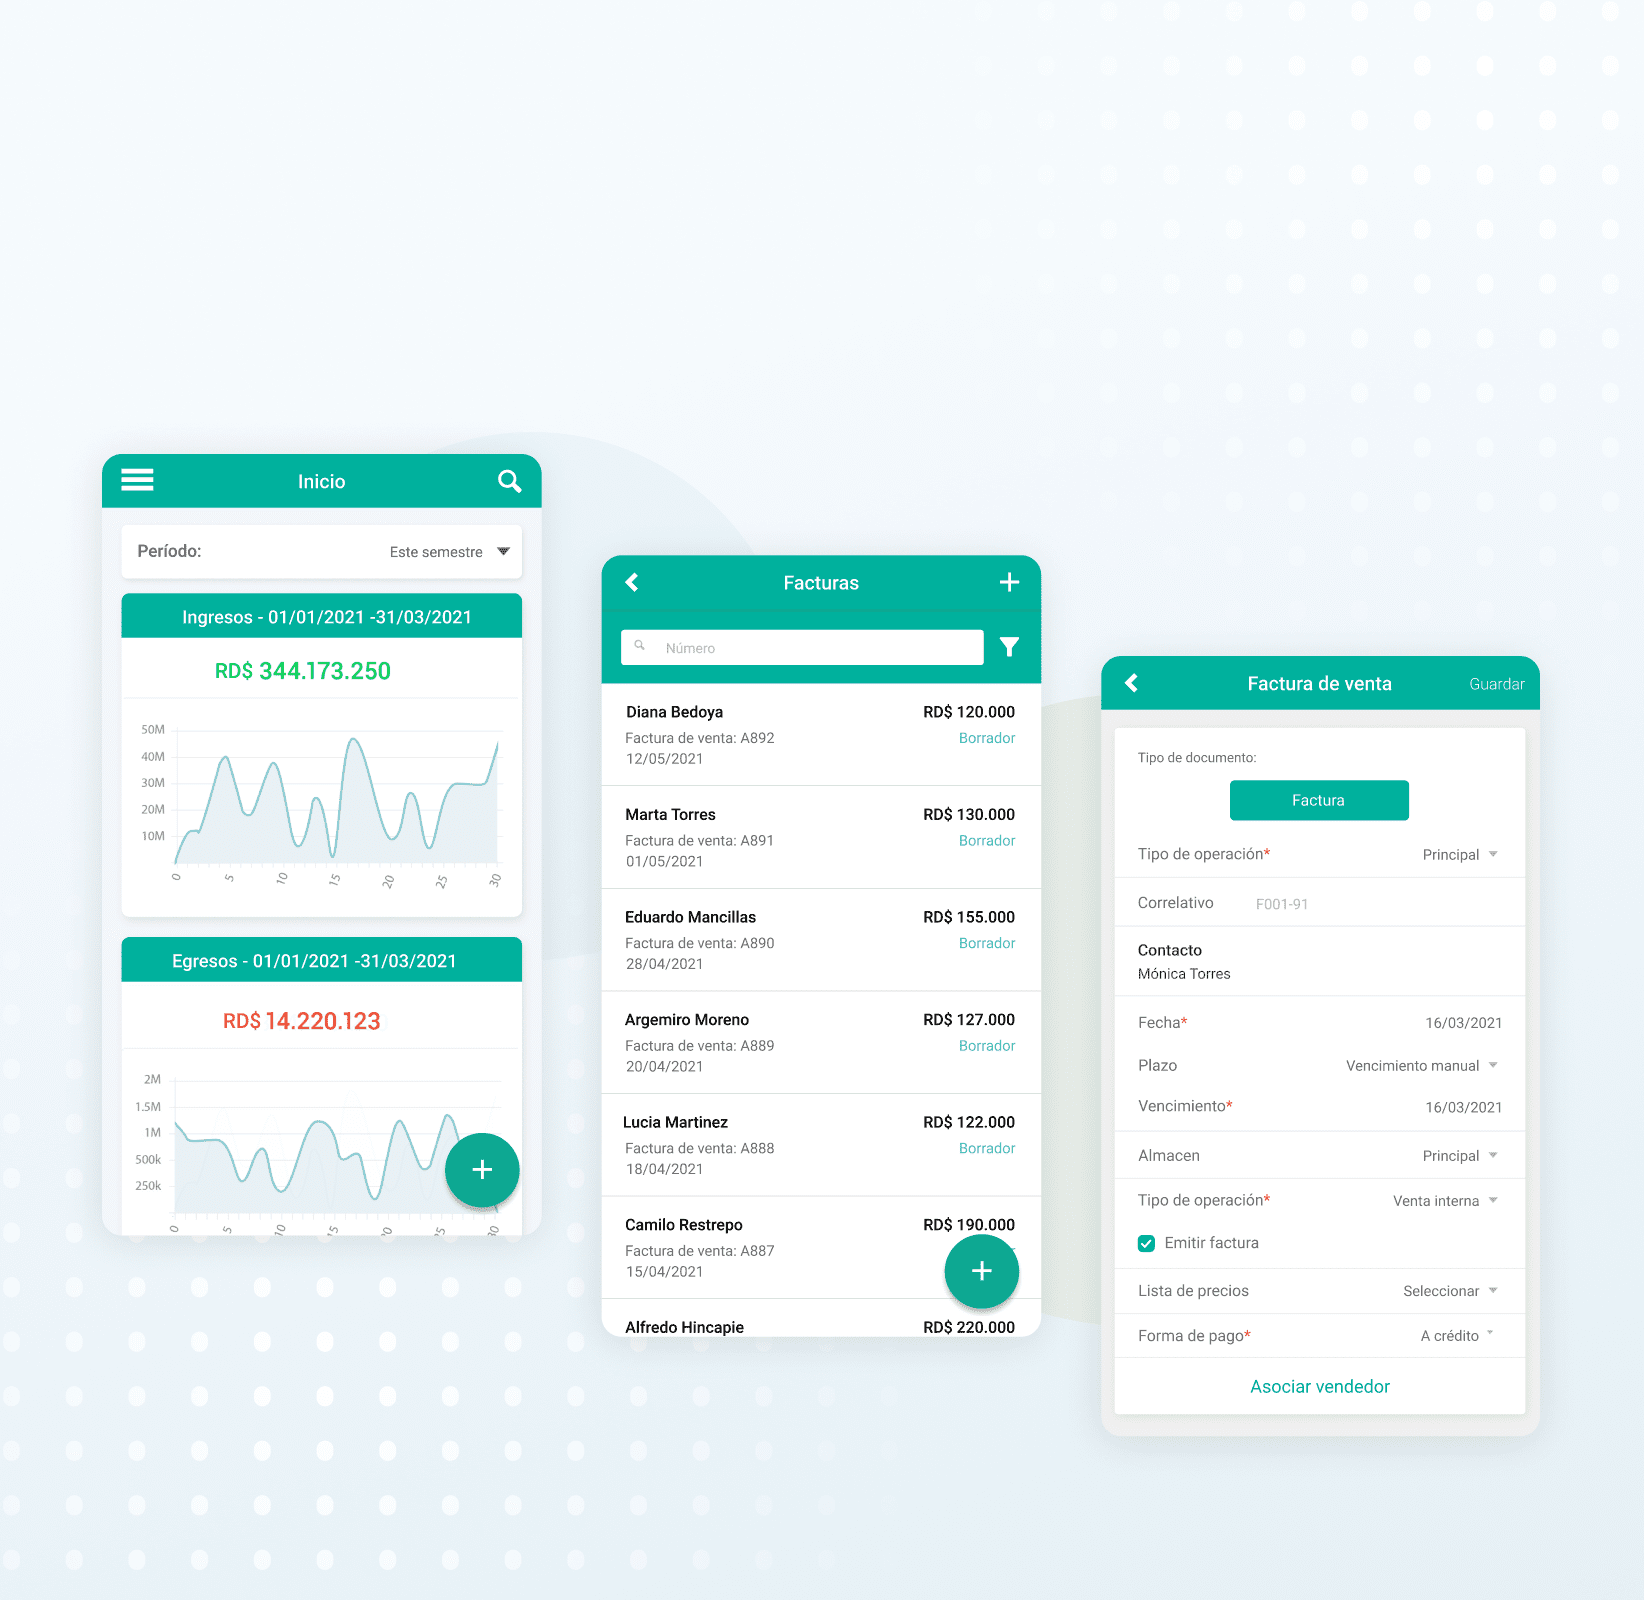 Inicio
Período:
Este semestre
Ingresos - 01/01/2021 -31/03/2021
RD$ 344.173.250
50M
40M
30M
20M
10M
0 5 10 15 20 25 30
Egresos - 01/01/2021 -31/03/2021
RD$ 14.220.123
2M
1.5M
1M
500k
250k
Facturas
Número
Diana Bedoya RD$ 120.000
Factura de venta: A892 Borrador
12/05/2021
Marta Torres RD$ 130.000
Factura de venta: A891 Borrador
01/05/2021
Eduardo Mancillas RD$ 155.000
Factura de venta: A890 Borrador
28/04/2021
Argemiro Moreno RD$ 127.000
Factura de venta: A889 Borrador
20/04/2021
Lucia Martinez RD$ 122.000
Factura de venta: A888 Borrador
18/04/2021
Camilo Restrepo RD$ 190.000
Factura de venta: A887
15/04/2021
Alfredo Hincapie RD$ 220.000
Factura de venta Guardar
Tipo de documento:
Factura
Tipo de operación* Principal
Correlativo F001-91
Contacto
Mónica Torres
Fecha* 16/03/2021
Plazo Vencimiento manual
Vencimiento* 16/03/2021
Almacen Principal
Tipo de operación* Venta interna
Emitir factura
Lista de precios Seleccionar
Forma de pago* A crédito
Asociar vendedor